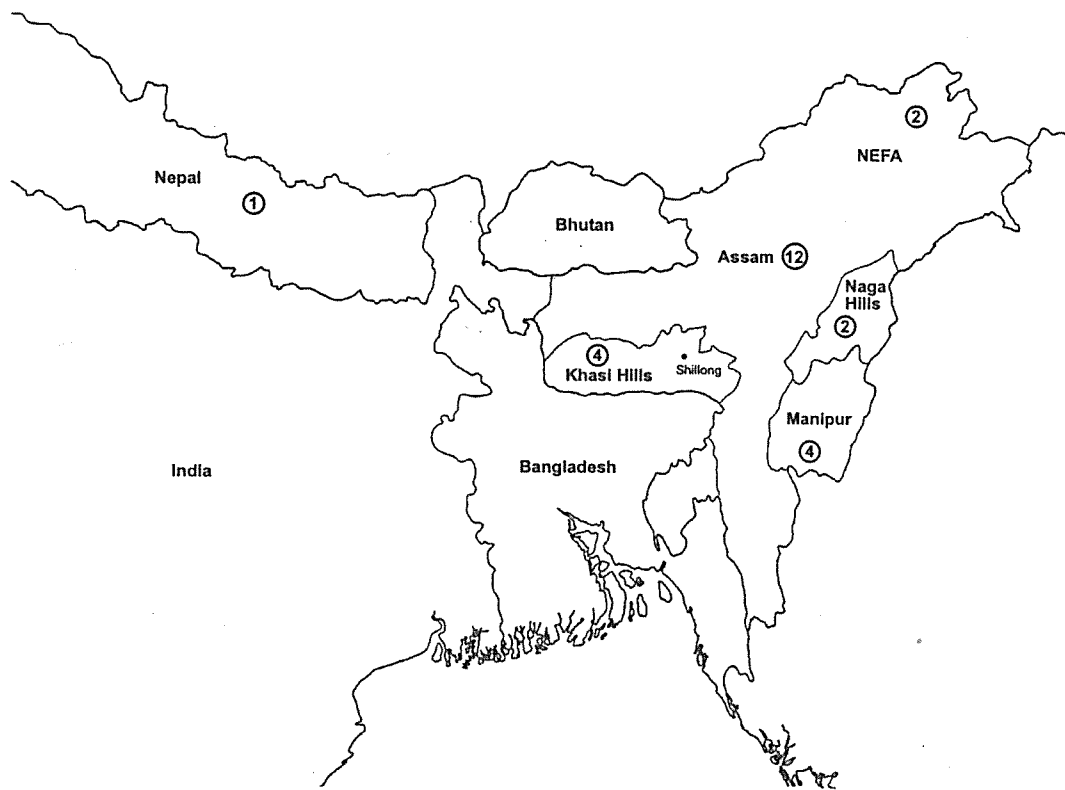 2
NEFA
Nepal
1
Bhutan
Assam 12
Naga
Hills
2
4
Khasi Hills
Shillong
Manipur
4
India
Bangladesh